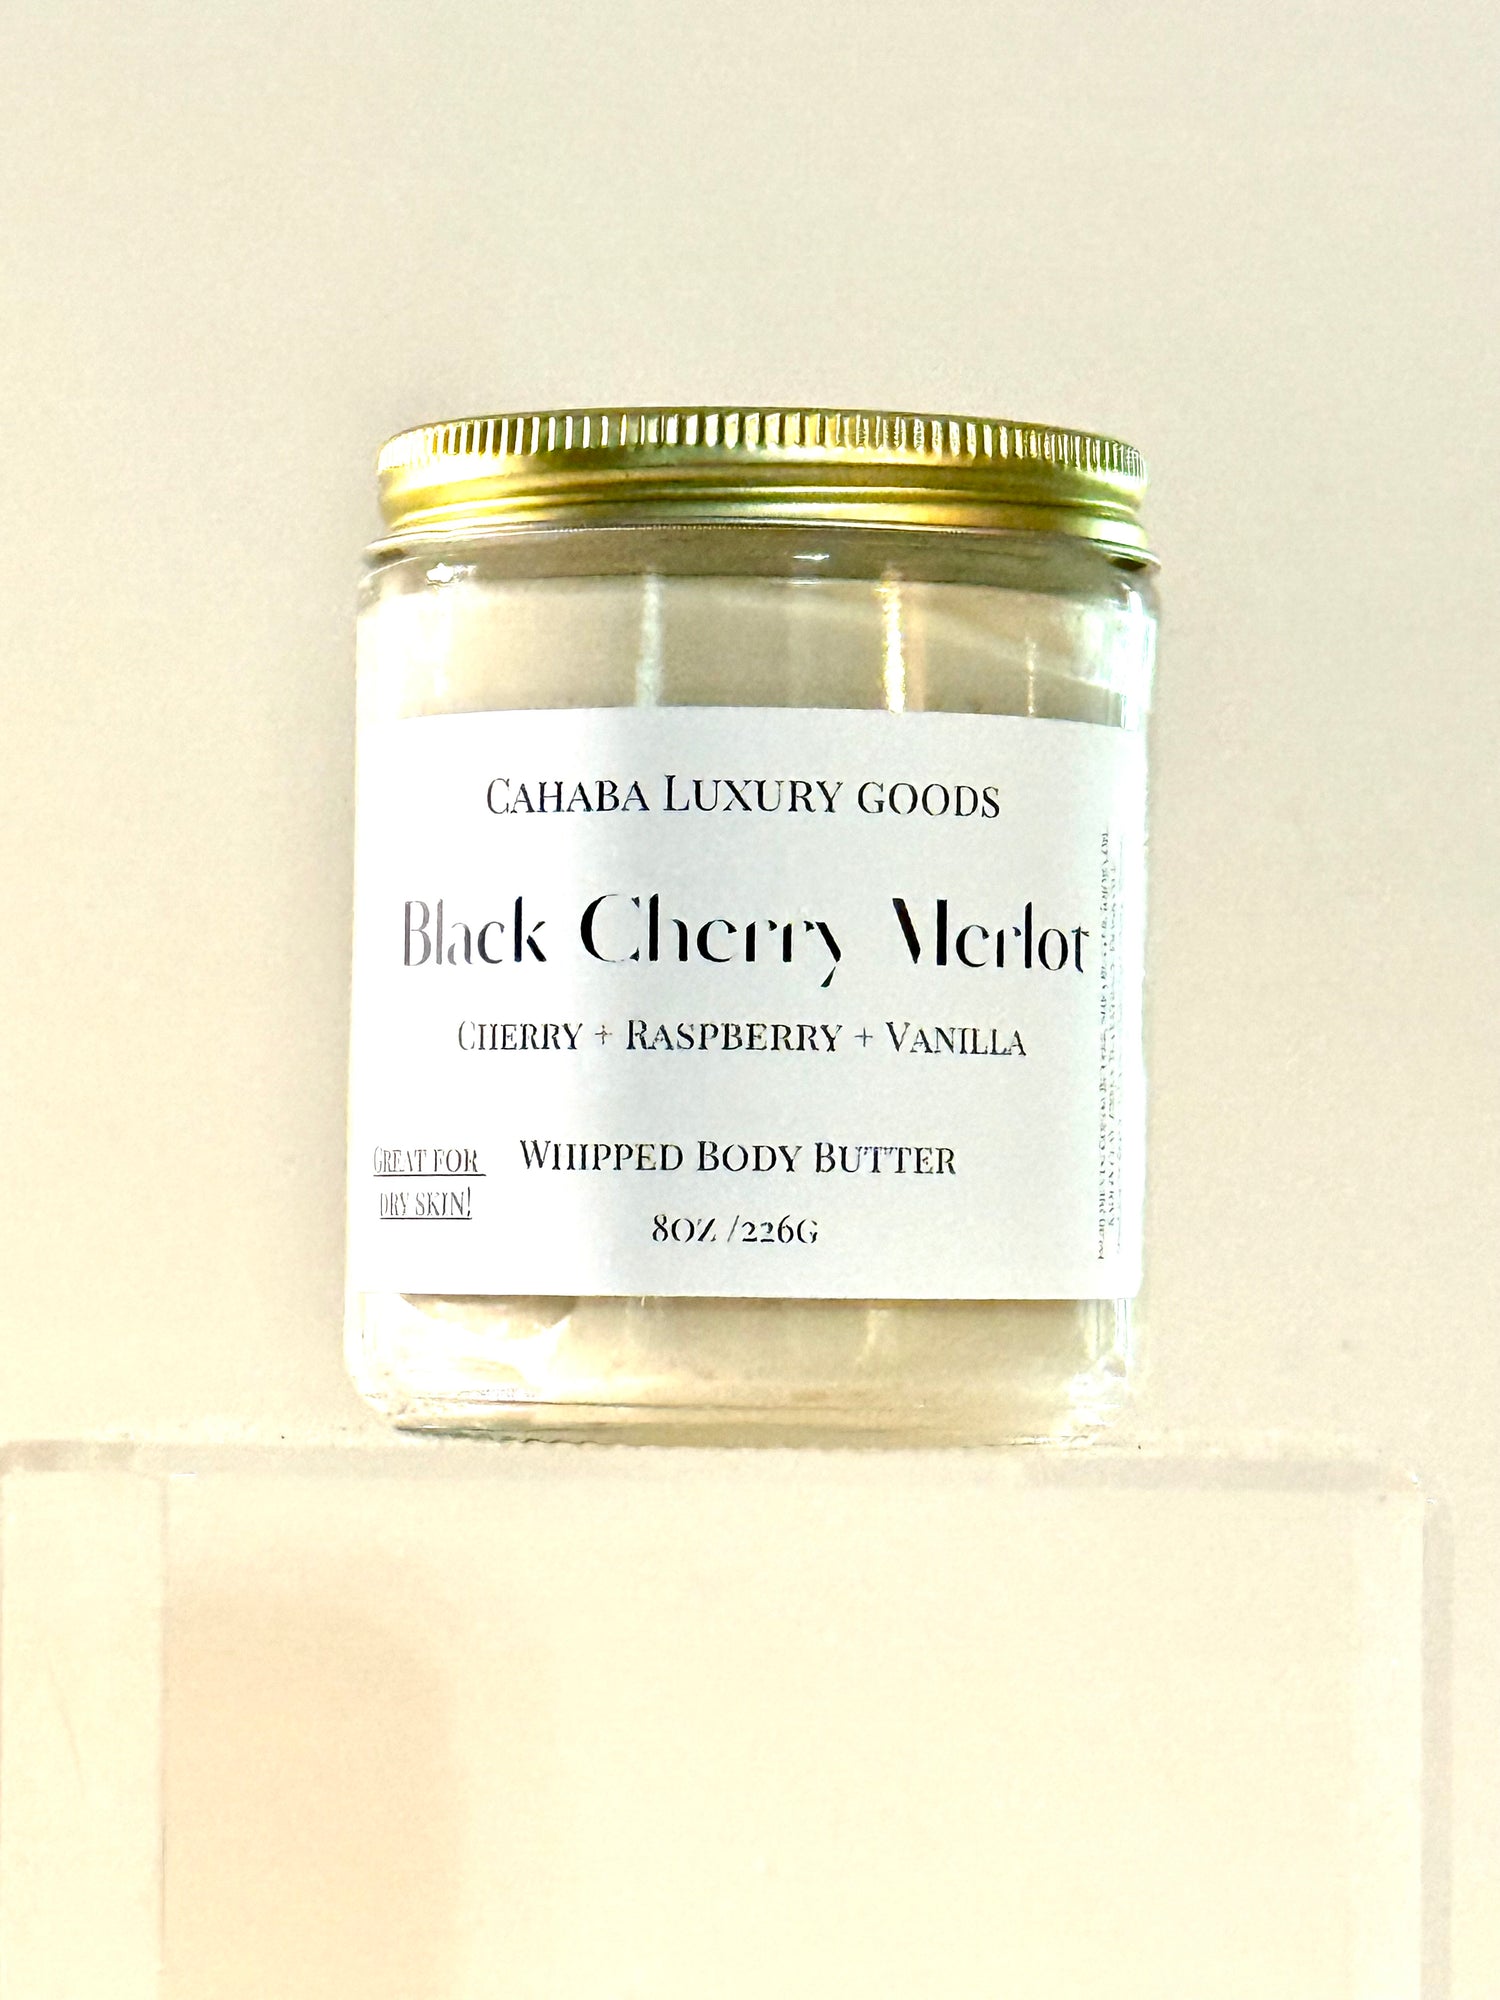 Cahaba Luxury goods
Black Cherry Merlot
Cherry + Raspberry + Vanilla
Great for
dry skin!
Whipped Body Butter
8oz /226g